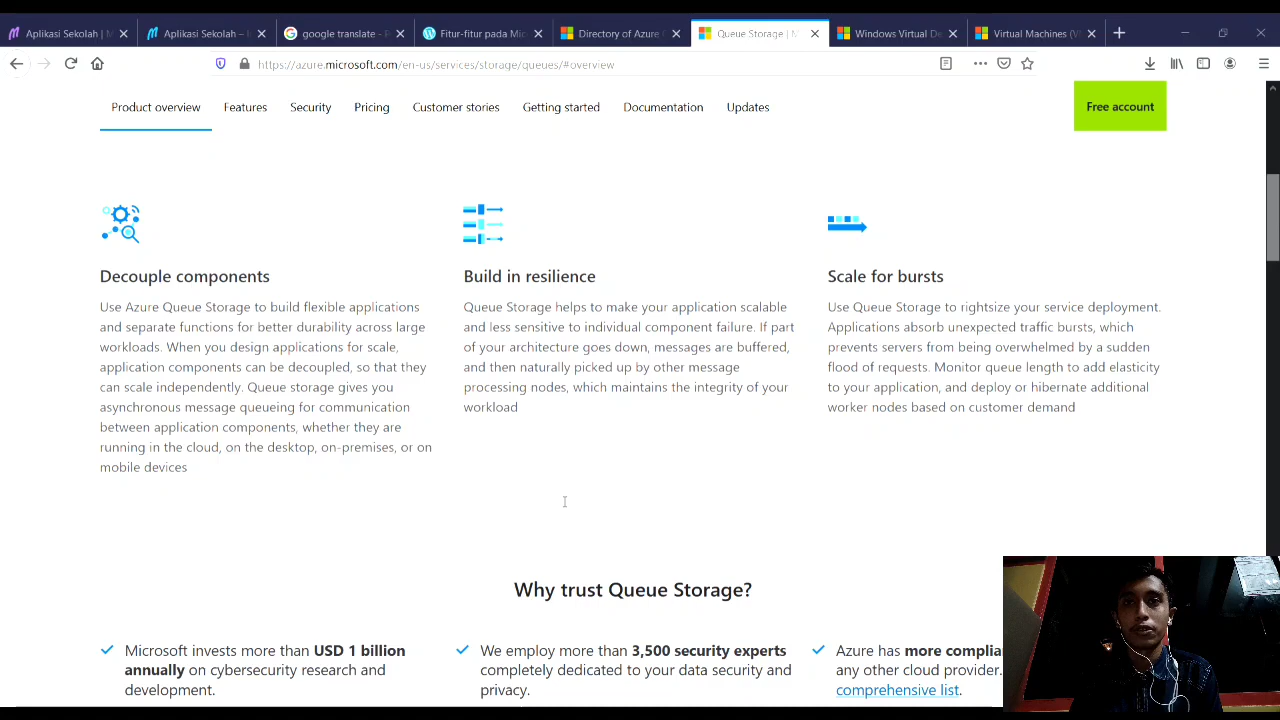 Aplikasi Sekolah | M
Aplikasi Sekolah – I
google translate - P
Fitur-fitur pada Mic
Directory of Azure C
Queue Storage | M
Windows Virtual De
Virtual Machines (VM
https://azure.microsoft.com/en-us/services/storage/queues/#overview
Product overview
Features
Security
Pricing
Customer stories
Getting started
Documentation
Updates
Free account
Decouple components
Use Azure Queue Storage to build flexible applications
and separate functions for better durability across large
workloads. When you design applications for scale,
application components can be decoupled, so that they
can scale independently. Queue storage gives you
asynchronous message queueing for communication
between application components, whether they are
running in the cloud, on the desktop, on-premises, or on
mobile devices
Build in resilience
Queue Storage helps to make your application scalable
and less sensitive to individual component failure. If part
of your architecture goes down, messages are buffered,
and then naturally picked up by other message
processing nodes, which maintains the integrity of your
workload
Scale for bursts
Use Queue Storage to rightsize your service deployment.
Applications absorb unexpected traffic bursts, which
prevents servers from being overwhelmed by a sudden
flood of requests. Monitor queue length to add elasticity
to your application, and deploy or hibernate additional
worker nodes based on customer demand
Why trust Queue Storage?
Microsoft invests more than USD 1 billion
annually on cybersecurity research and
development.
We employ more than 3,500 security experts
completely dedicated to your data security and
privacy.
Azure has more complian
any other cloud provider.
comprehensive list.